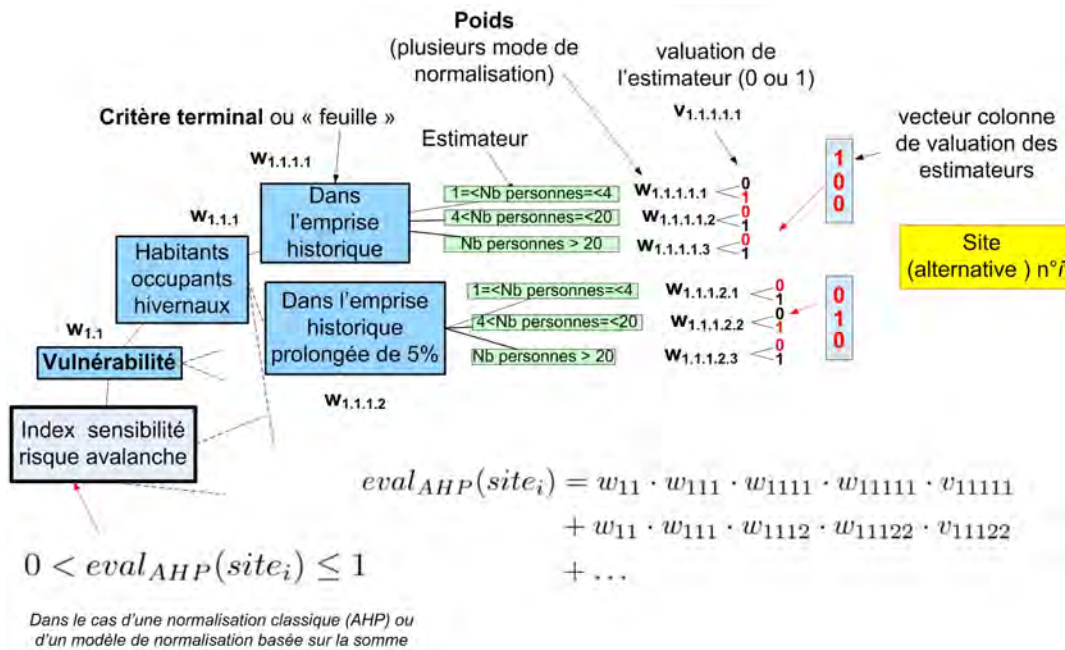 Poids
(plusieurs mode de
normalisation)
valuation de
l'estimateur (0 ou 1)
Critère terminal ou « feuille »
Estimateur
v1.1.1.1.1
vecteur colonne
de valuation des
estimateurs
w1.1.1.1
Dans
l'emprise
historique
1=<Nb personnes=<4
4<Nb personnes=<20
Nb personnes > 20
w1.1.1.1.1
w1.1.1.1.2
w1.1.1.1.3
0
1
0
1
0
1
1
0
0
w1.1.1
Habitants
occupants
hivernaux
Site
(alternative ) n°i
Dans l'emprise
historique
prolongée de 5%
1=<Nb personnes=<4
4<Nb personnes=<20
Nb personnes > 20
w1.1.1.2.1
w1.1.1.2.2
w1.1.1.2.3
0
1
0
1
0
1
0
1
0
w1.1
Vulnérabilité
w1.1.1.2
Index sensibilité
risque avalanche
eval_AHP(site_i) = w11 · w111 · w1111 · w11111 · v11111
+ w11 · w111 · w1112 · w11122 · v11122
+ ...
0 < eval_AHP(site_i) ≤ 1
Dans le cas d'une normalisation classique (AHP) ou
d'un modèle de normalisation basée sur la somme